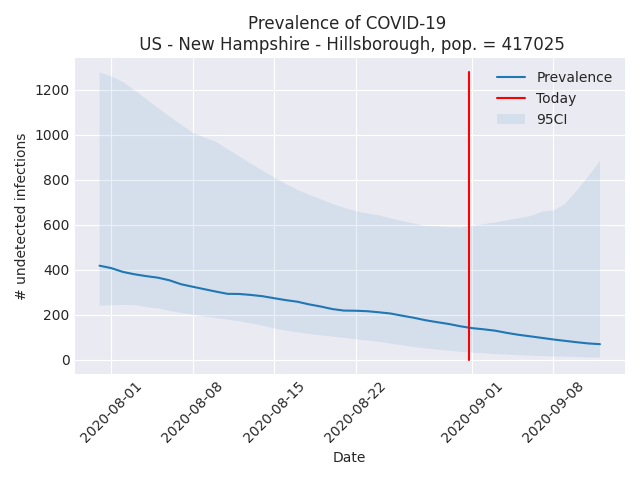 Prevalence of COVID-19
US - New Hampshire - Hillsborough, pop. = 417025
Prevalence
Today
95CI
# undetected infections
1200
1000
800
600
400
200
0
2020-08-01
2020-08-08
2020-08-15
2020-08-22
2020-09-01
2020-09-08
Date